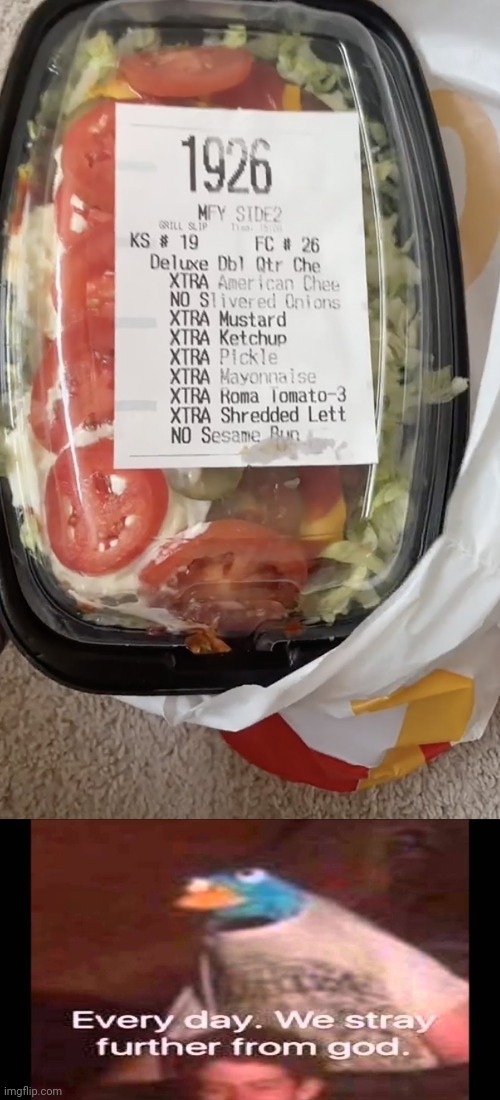 1926
MFY SIDE2
GRILL SLIP
KS # 19 FC # 26
Deluxe Dbl Qtr Che
XTRA American Chee
NO Slivered Onions
XTRA Mustard
XTRA Ketchup
XTRA Pickle
XTRA Mayonnaise
XTRA Roma Tomato-3
XTRA Shredded Lett
NO Sesame Bun
Every day. We stray
further from god.
imgflip.com